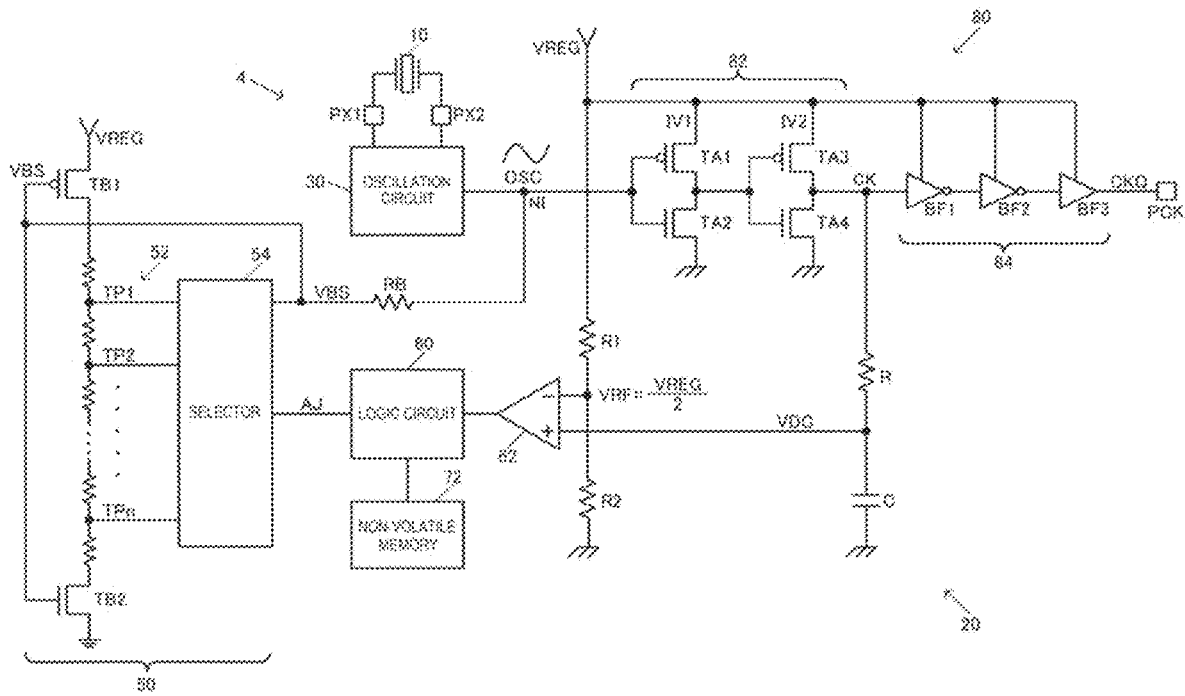 80
10
VREG
82
4
PX1
PX2
IV1
IV2
VREG
VBS
TB1
30
OSCILLATION
CIRCUIT
OSC
NI
TA1
TA3
CK
CKQ
TA2
TA4
BF1
BF2
BF3
PCK
52
54
84
TP1
VBS
RB
TP2
60
R1
R
SELECTOR
AJ
LOGIC CIRCUIT
VRF=VREG/2
VDC
62
72
TPn
NON-VOLATILE
MEMORY
R2
C
TB2
20
50